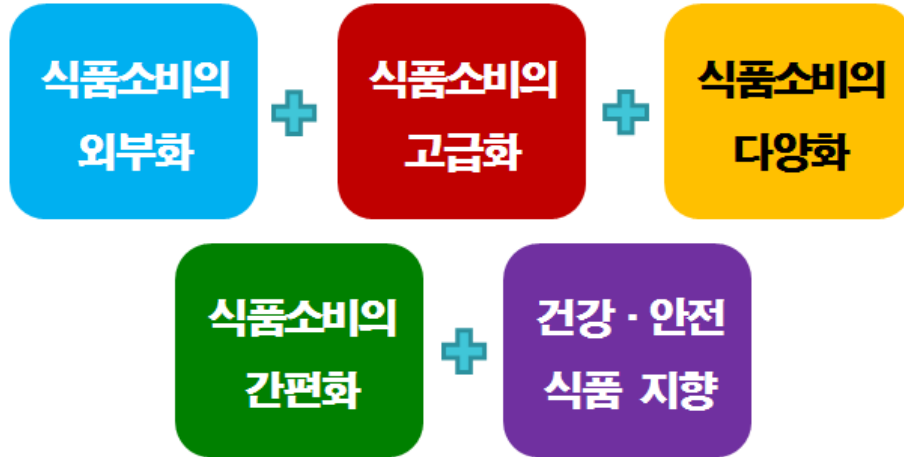 식품소비의
외부화
식품소비의
고급화
식품소비의
다양화
식품소비의
간편화
건강 · 안전
식품 지향